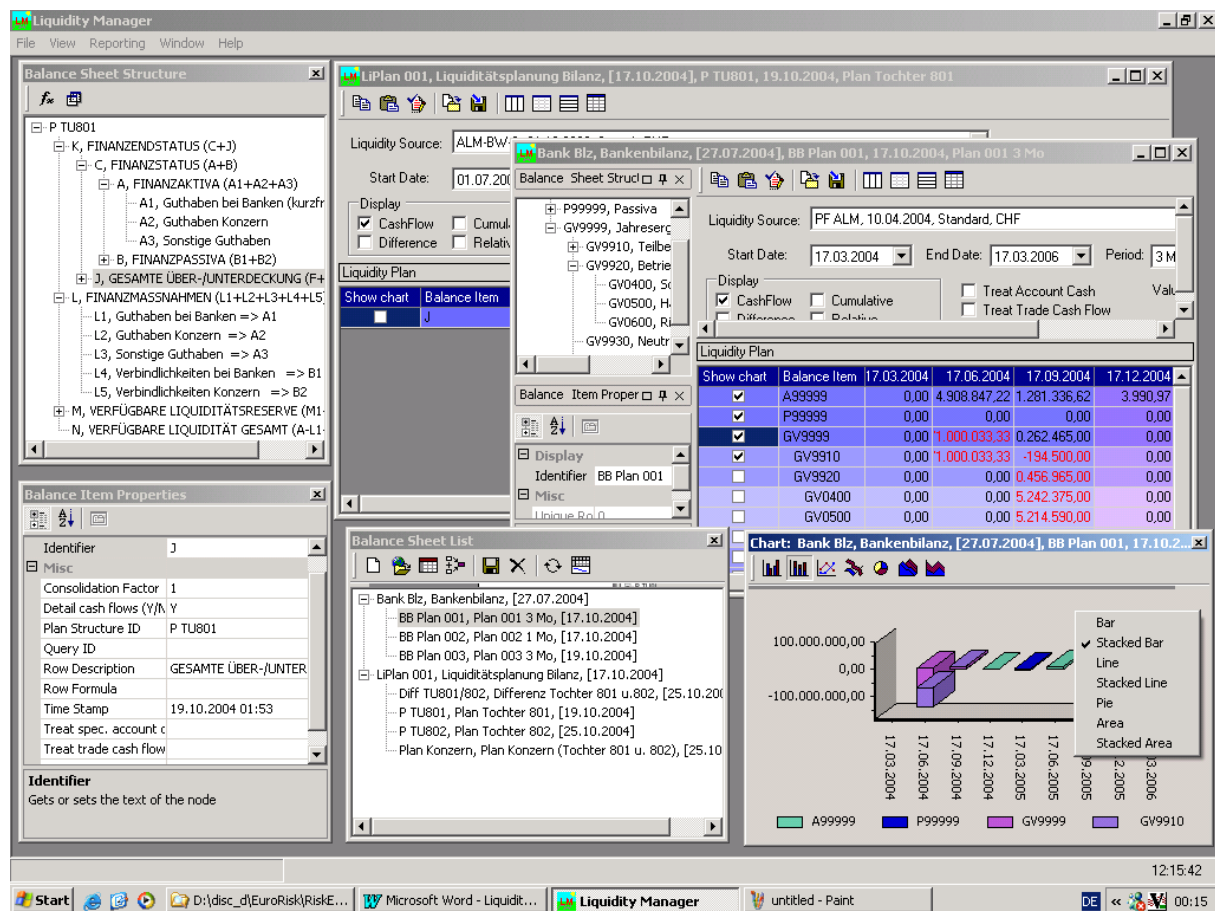 Liquidity Manager
File View Reporting Window Help
Balance Sheet Structure
P TU801
K, FINANZENDSTATUS (C+J)
C, FINANZSTATUS (A+B)
A, FINANZAKTIVA (A1+A2+A3)
A1, Guthaben bei Banken (kurzfr
A2, Guthaben Konzern
A3, Sonstige Guthaben
B, FINANZPASSIVA (B1+B2)
J, GESAMTE ÜBER-/UNTERDECKUNG (F+
L, FINANZMASSNAHMEN (L1+L2+L3+L4+L5)
L1, Guthaben bei Banken => A1
L2, Guthaben Konzern => A2
L3, Sonstige Guthaben => A3
L4, Verbindlichkeiten bei Banken => B1
L5, Verbindlichkeiten Konzern => B2
M, VERFÜGBARE LIQUIDITÄTSRESERVE (M1-
N, VERFÜGBARE LIQUIDITÄT GESAMT (A-L1-
Balance Item Properties
Identifier J
Misc
Consolidation Factor 1
Detail cash flows (Y/N Y
Plan Structure ID P TU801
Query ID
Row Description GESAMTE ÜBER-/UNTER
Row Formula
Time Stamp 19.10.2004 01:53
Treat spec. account c
Treat trade cash flow
Identifier
Gets or sets the text of the node
LiPlan 001, Liquiditätsplanung Bilanz, [17.10.2004], P TU801, 19.10.2004, Plan Tochter 801
Liquidity Source:
Start Date: 01.07.200
Display
CashFlow Cumul
Difference Relativ
Liquidity Plan
Show chart Balance Item
J
Bank Blz, Bankenbilanz, [27.07.2004], BB Plan 001, 17.10.2004, Plan 001 3 Mo
Balance Sheet Struct
P99999, Passiva
GV9999, Jahreserg
GV9910, Teilbe
GV9920, Betrie
GV0400, Sc
GV0500, H
GV0600, Ri
GV9930, Neutr
Balance Item Proper
Display
Identifier BB Plan 001
Misc
Unique Ro 0
Liquidity Source: PF ALM, 10.04.2004, Standard, CHF
Start Date: 17.03.2004 End Date: 17.03.2006 Period: 3 M
Display
CashFlow Cumulative Treat Account Cash Valu
Difference Relative Treat Trade Cash Flow
Liquidity Plan
Show chart Balance Item 17.03.2004 17.06.2004 17.09.2004 17.12.2004
A99999 0,00 4.908.847,22 1.281.336,62 3.990,97
P99999 0,00 0,00 0,00 0,00
GV9999 0,00 1.000.033,33 0.262.465,00 0,00
GV9910 0,00 1.000.033,33 -194.500,00 0,00
GV9920 0,00 0,00 0.456.965,00 0,00
GV0400 0,00 0,00 5.242.375,00 0,00
GV0500 0,00 0,00 5.214.590,00 0,00
Balance Sheet List
Bank Blz, Bankenbilanz, [27.07.2004]
BB Plan 001, Plan 001 3 Mo, [17.10.2004]
BB Plan 002, Plan 002 1 Mo, [17.10.2004]
BB Plan 003, Plan 003 3 Mo, [19.10.2004]
LiPlan 001, Liquiditätsplanung Bilanz, [17.10.2004]
Diff TU801/802, Differenz Tochter 801 u.802, [25.10.200
P TU801, Plan Tochter 801, [19.10.2004]
P TU802, Plan Tochter 802, [25.10.2004]
Plan Konzern, Plan Konzern (Tochter 801 u. 802), [25.10
Chart: Bank Blz, Bankenbilanz, [27.07.2004], BB Plan 001, 17.10.2...
Bar
Stacked Bar
Line
Stacked Line
Pie
Area
Stacked Area
100.000.000,00
0,00
-100.000.000,00
17.03.2004
17.06.2004
17.09.2004
17.12.2004
17.03.2005
17.06.2005
09.2005
2.2005
03.2006
A99999 P99999 GV9999 GV9910
12:15:42
Start D:\disc_d\EuroRisk\RiskE... Microsoft Word - Liquidit... Liquidity Manager untitled - Paint DE « 00:15